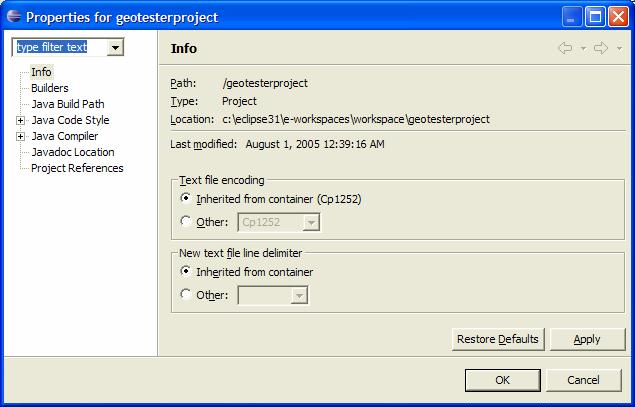 Properties for geotesterproject
type filter text
Info
Builders
Java Build Path
Java Code Style
Java Compiler
Javadoc Location
Project References
Info
Path: /geotesterproject
Type: Project
Location: c:\eclipse31\e-workspaces\workspace\geotesterproject
Last modified: August 1, 2005 12:39:16 AM
Text file encoding
Inherited from container (Cp1252)
Other: Cp1252
New text file line delimiter
Inherited from container
Other:
Restore Defaults Apply
OK Cancel